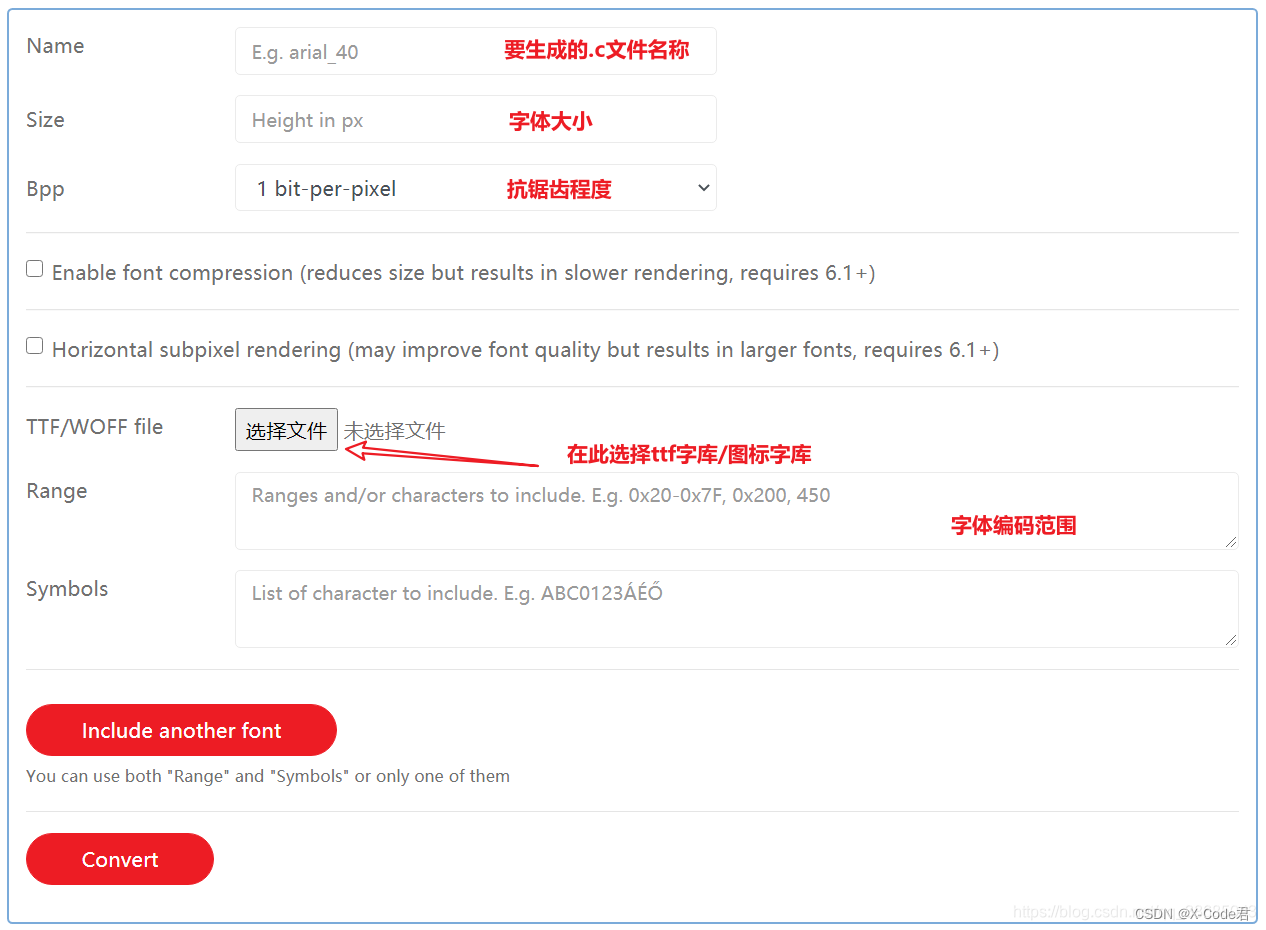 Name
E.g. arial_40 要生成的.c文件名称
Size
Height in px 字体大小
Bpp
1 bit-per-pixel 抗锯齿程度
Enable font compression (reduces size but results in slower rendering, requires 6.1+)
Horizontal subpixel rendering (may improve font quality but results in larger fonts, requires 6.1+)
TTF/WOFF file
选择文件 未选择文件
在此选择ttf字库/图标字库
Range
Ranges and/or characters to include. E.g. 0x20-0x7F, 0x200, 450
字体编码范围
Symbols
List of character to include. E.g. ABC0123ÁÉŐ
Include another font
You can use both "Range" and "Symbols" or only one of them
Convert
https://blog.csdn.
CSDN @X-Code君